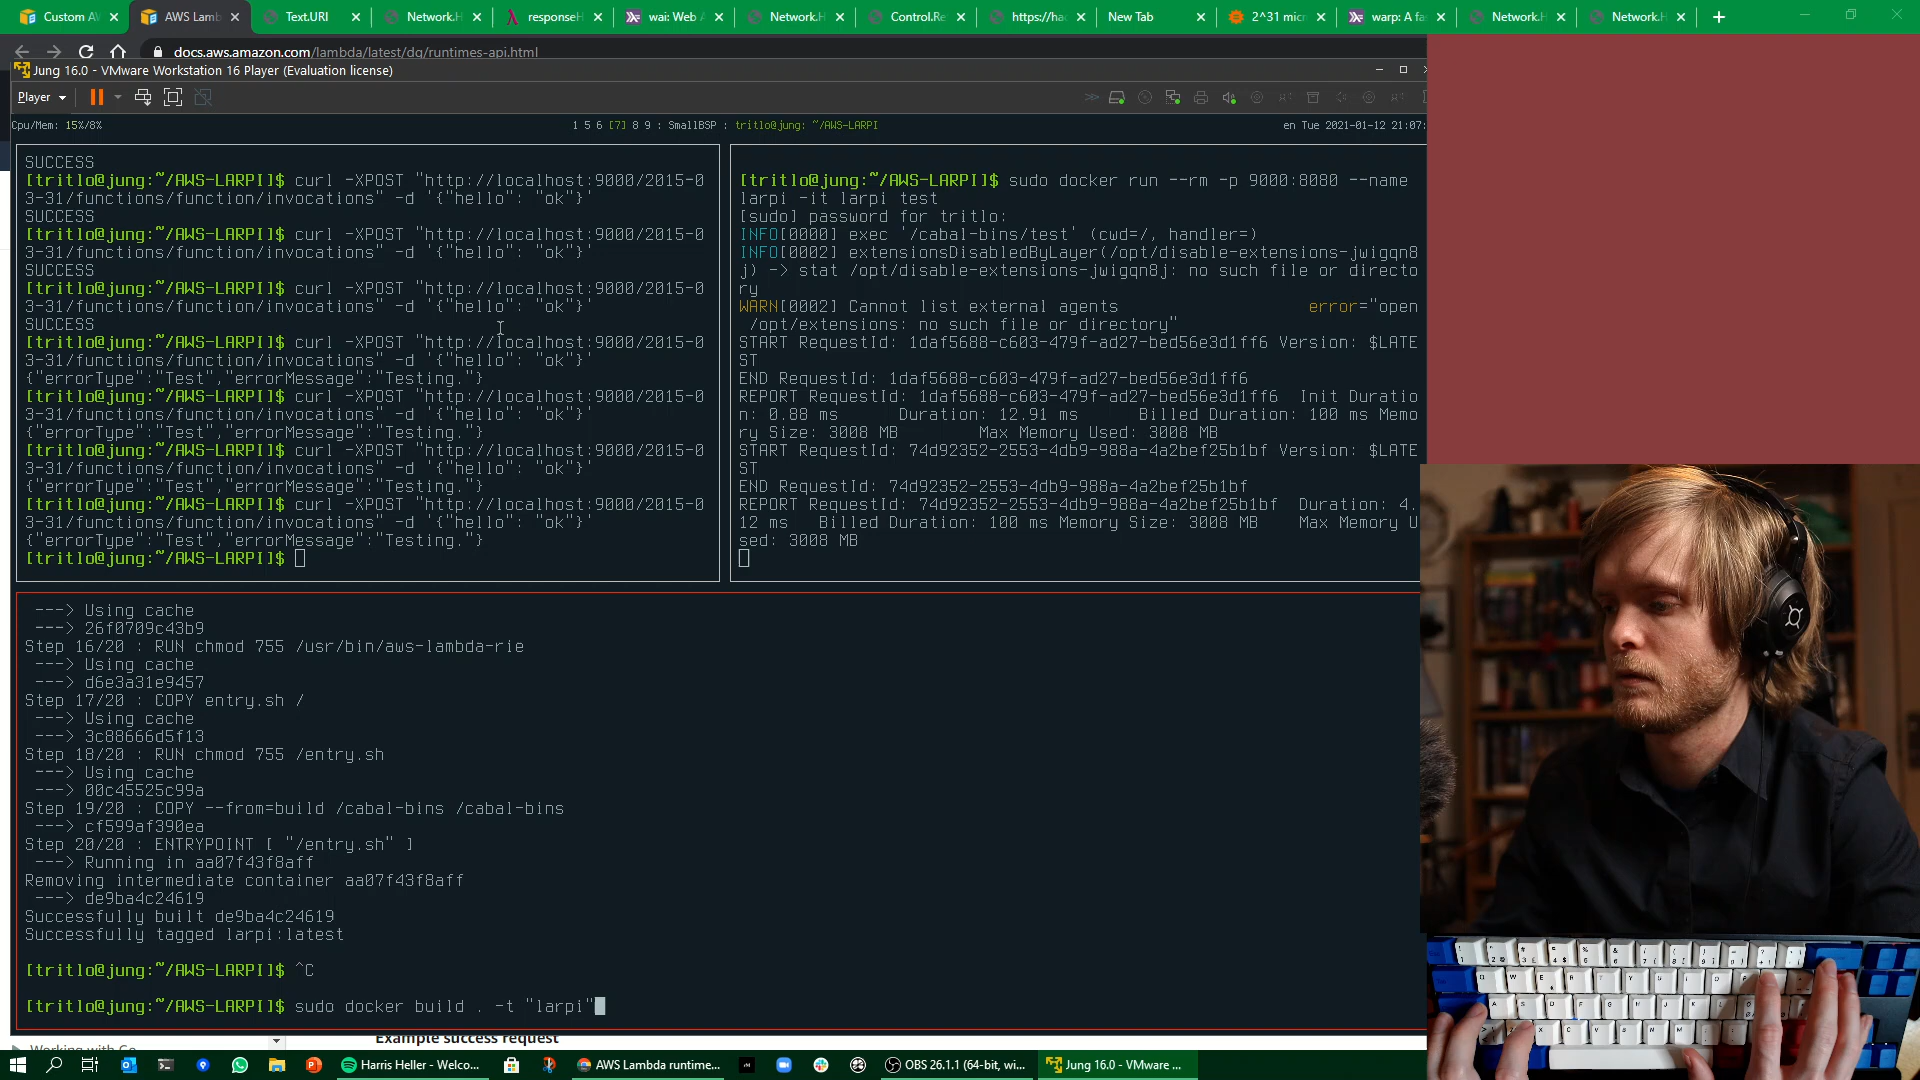 Custom AV
AWS Lamb
Text.URI
Network.H
responseH
wai: Web A
Network.H
Control.Re
https://hac
New Tab
2^31 micr
warp: A fa
Network.H
Network.H
docs.aws.amazon.com/lambda/latest/dg/runtimes-api.html
Jung 16.0 - VMware Workstation 16 Player (Evaluation license)
Player
Cpu/Mem: 15%/8%
1 5 6 [7] 8 9 : SmallBSP : tritlo@jung: ~/AWS-LARPI
en Tue 2021-01-12 21:07:
SUCCESS
[tritlo@jung:~/AWS-LARPI]$ curl -XPOST "http://localhost:9000/2015-0
3-31/functions/function/invocations" -d '{"hello": "ok"}'
SUCCESS
[tritlo@jung:~/AWS-LARPI]$ curl -XPOST "http://localhost:9000/2015-0
3-31/functions/function/invocations" -d '{"hello": "ok"}'
SUCCESS
[tritlo@jung:~/AWS-LARPI]$ curl -XPOST "http://localhost:9000/2015-0
3-31/functions/function/invocations" -d '{"hello": "ok"}'
SUCCESS
[tritlo@jung:~/AWS-LARPI]$ curl -XPOST "http://localhost:9000/2015-0
3-31/functions/function/invocations" -d '{"hello": "ok"}'
{"errorType":"Test","errorMessage":"Testing."}
[tritlo@jung:~/AWS-LARPI]$ curl -XPOST "http://localhost:9000/2015-0
3-31/functions/function/invocations" -d '{"hello": "ok"}'
{"errorType":"Test","errorMessage":"Testing."}
[tritlo@jung:~/AWS-LARPI]$ curl -XPOST "http://localhost:9000/2015-0
3-31/functions/function/invocations" -d '{"hello": "ok"}'
{"errorType":"Test","errorMessage":"Testing."}
[tritlo@jung:~/AWS-LARPI]$ curl -XPOST "http://localhost:9000/2015-0
3-31/functions/function/invocations" -d '{"hello": "ok"}'
{"errorType":"Test","errorMessage":"Testing."}
[tritlo@jung:~/AWS-LARPI]$
[tritlo@jung:~/AWS-LARPI]$ sudo docker run --rm -p 9000:8080 --name
larpi -it larpi test
[sudo] password for tritlo:
INFO[0000] exec '/cabal-bins/test' (cwd=/, handler=)
INFO[0002] extensionsDisabledByLayer(/opt/disable-extensions-jwigqn8
j) -> stat /opt/disable-extensions-jwigqn8j: no such file or directo
ry
WARN[0002] Cannot list external agents error="open
/opt/extensions: no such file or directory"
START RequestId: 1daf5688-c603-479f-ad27-bed56e3d1ff6 Version: $LATE
ST
END RequestId: 1daf5688-c603-479f-ad27-bed56e3d1ff6
REPORT RequestId: 1daf5688-c603-479f-ad27-bed56e3d1ff6 Init Duratio
n: 0.88 ms Duration: 12.91 ms Billed Duration: 100 ms Memo
ry Size: 3008 MB Max Memory Used: 3008 MB
START RequestId: 74d92352-2553-4db9-988a-4a2bef25b1bf Version: $LATE
ST
END RequestId: 74d92352-2553-4db9-988a-4a2bef25b1bf
REPORT RequestId: 74d92352-2553-4db9-988a-4a2bef25b1bf Duration: 4.
12 ms Billed Duration: 100 ms Memory Size: 3008 MB Max Memory U
sed: 3008 MB
---> Using cache
---> 26f0709c43b9
Step 16/20 : RUN chmod 755 /usr/bin/aws-lambda-rie
---> Using cache
---> d6e3a31e9457
Step 17/20 : COPY entry.sh /
---> Using cache
---> 3c88666d5f13
Step 18/20 : RUN chmod 755 /entry.sh
---> Using cache
---> 00c45525c99a
Step 19/20 : COPY --from=build /cabal-bins /cabal-bins
---> cf599af390ea
Step 20/20 : ENTRYPOINT [ "/entry.sh" ]
---> Running in aa07f43f8aff
Removing intermediate container aa07f43f8aff
---> de9ba4c24619
Successfully built de9ba4c24619
Successfully tagged larpi:latest
[tritlo@jung:~/AWS-LARPI]$ ^C
[tritlo@jung:~/AWS-LARPI]$ sudo docker build . -t "larpi"
Working with Go
Example success request
Harris Heller - Welco...
AWS Lambda runtime...
OBS 26.1.1 (64-bit, wi...
Jung 16.0 - VMware ...